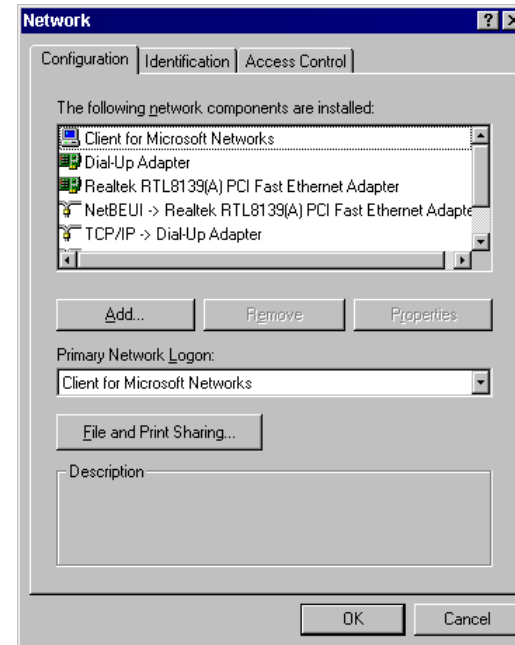 Network
Configuration Identification Access Control
The following network components are installed:
Client for Microsoft Networks
Dial-Up Adapter
Realtek RTL8139(A) PCI Fast Ethernet Adapter
NetBEUI -> Realtek RTL8139(A) PCI Fast Ethernet Adapte
TCP/IP -> Dial-Up Adapter
Add... Remove Properties
Primary Network Logon:
Client for Microsoft Networks
File and Print Sharing...
Description
OK Cancel